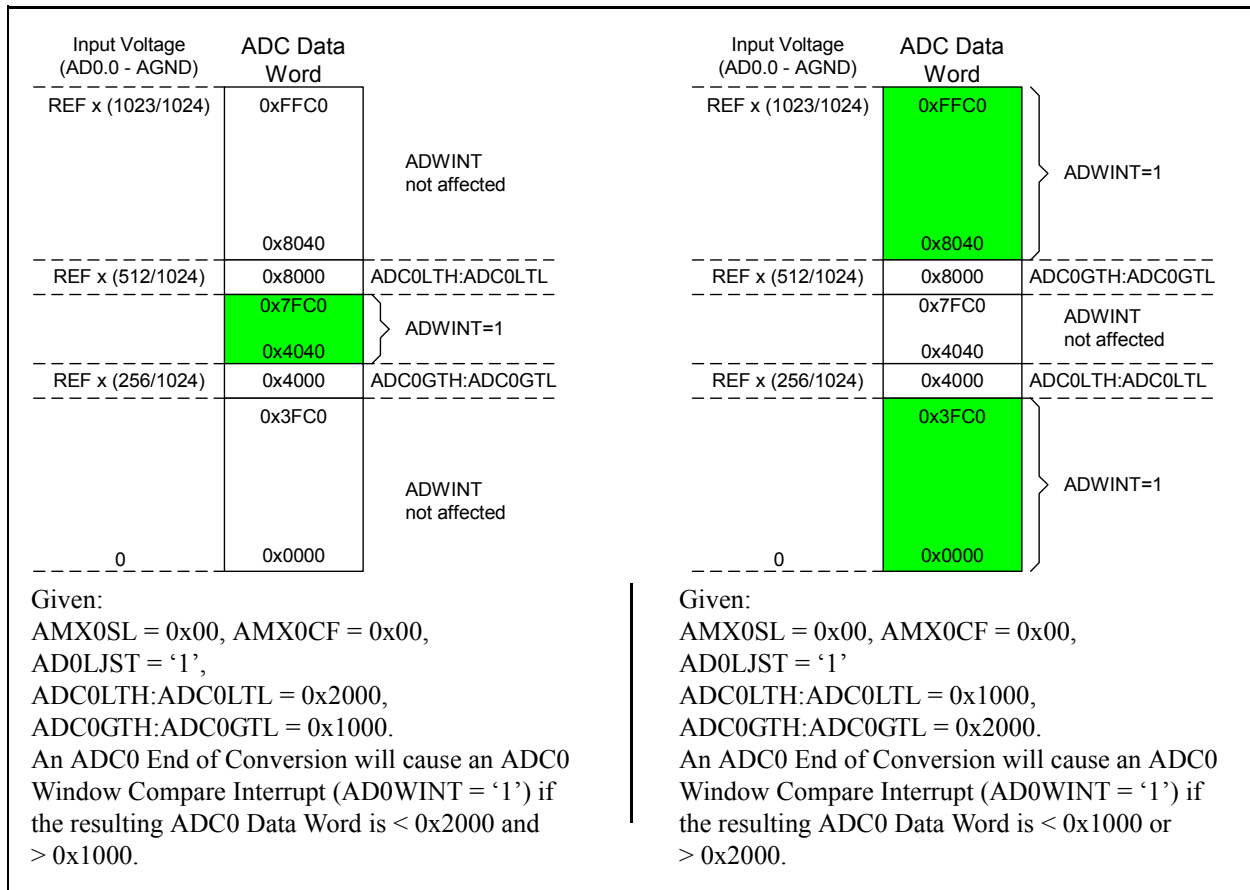 Input Voltage
(AD0.0 - AGND)
ADC Data
Word
REF x (1023/1024)
0xFFC0
ADWINT
not affected
0x8040
REF x (512/1024)
0x8000
ADC0LTH:ADC0LTL
0x7FC0
ADWINT=1
0x4040
REF x (256/1024)
0x4000
ADC0GTH:ADC0GTL
0x3FC0
ADWINT
not affected
0
0x0000
Given:
AMX0SL = 0x00, AMX0CF = 0x00,
AD0LJST = ‘1’,
ADC0LTH:ADC0LTL = 0x2000,
ADC0GTH:ADC0GTL = 0x1000.
An ADC0 End of Conversion will cause an ADC0
Window Compare Interrupt (AD0WINT = ‘1’) if
the resulting ADC0 Data Word is < 0x2000 and
> 0x1000.
Input Voltage
(AD0.0 - AGND)
ADC Data
Word
REF x (1023/1024)
0xFFC0
ADWINT=1
0x8040
REF x (512/1024)
0x8000
ADC0GTH:ADC0GTL
0x7FC0
ADWINT
not affected
0x4040
REF x (256/1024)
0x4000
ADC0LTH:ADC0LTL
0x3FC0
ADWINT=1
0
0x0000
Given:
AMX0SL = 0x00, AMX0CF = 0x00,
AD0LJST = ‘1’
ADC0LTH:ADC0LTL = 0x1000,
ADC0GTH:ADC0GTL = 0x2000.
An ADC0 End of Conversion will cause an ADC0
Window Compare Interrupt (AD0WINT = ‘1’) if
the resulting ADC0 Data Word is < 0x1000 or
> 0x2000.